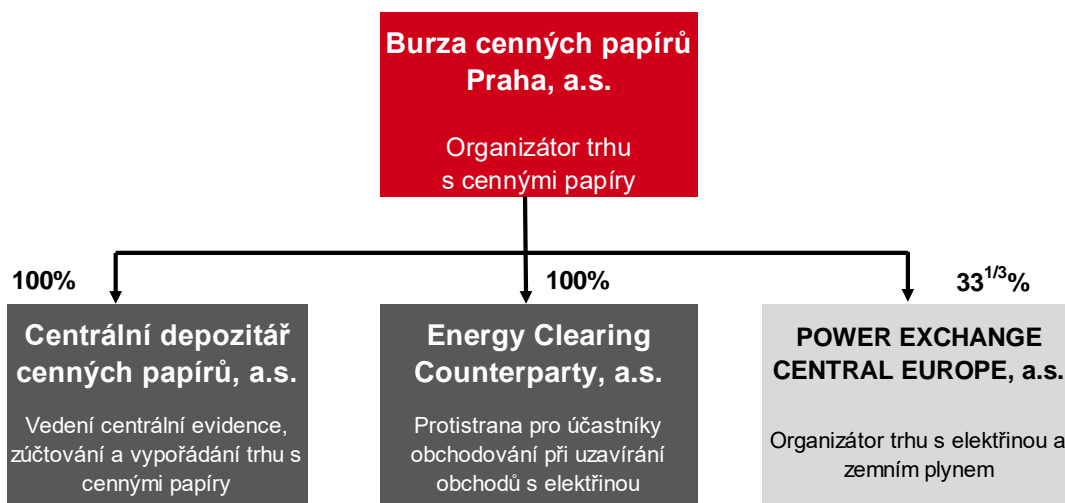 Burza cenných papírů
Praha, a.s.
Organizátor trhu
s cennými papíry
100%
Centrální depozitář
cenných papírů, a.s.
Vedení centrální evidence,
zúčtování a vypořádání trhu s
cennými papíry
100%
Energy Clearing
Counterparty, a.s.
Protistrana pro účastníky
obchodování při uzavírání
obchodů s elektřinou
33^1/3%
POWER EXCHANGE
CENTRAL EUROPE, a.s.
Organizátor trhu s elektřinou a
zemním plynem